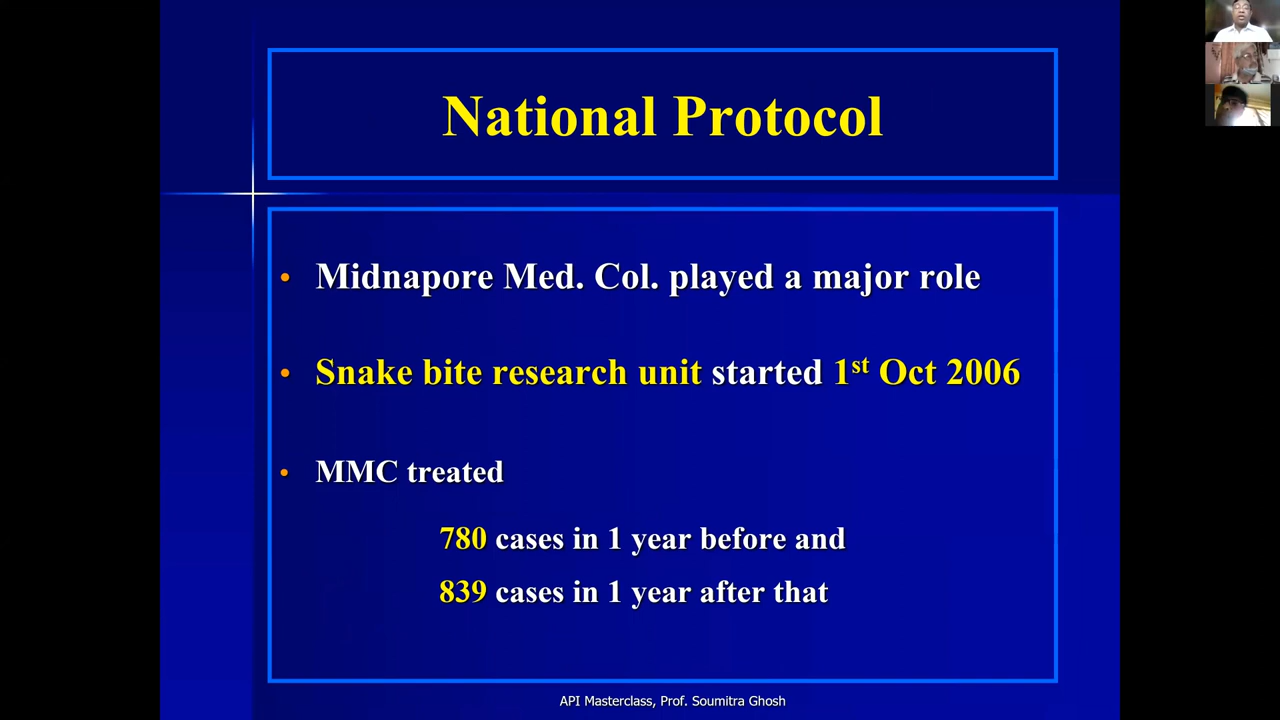 National Protocol
• Midnapore Med. Col. played a major role
• Snake bite research unit started 1st Oct 2006
• MMC treated
780 cases in 1 year before and
839 cases in 1 year after that
API Masterclass, Prof. Soumitra Ghosh